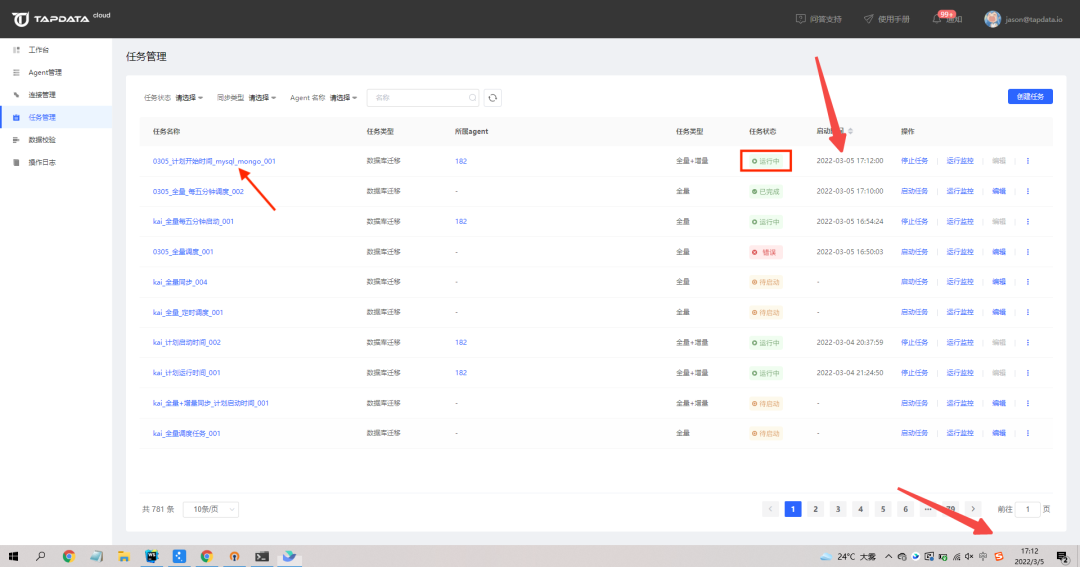 TAPDATA cloud
问答支持 使用手册 99+ 通知 jason@tapdata.io
工作台
Agent管理
连接管理
任务管理
数据校验
操作日志
任务管理
任务状态 请选择 同步类型 请选择 Agent 名称 请选择 名称 创建任务
任务名称 任务类型 所属agent 任务类型 任务状态 启动 操作
0305_计划开始时间_mysql_mongo_001 数据库迁移 182 全量+增量 运行中 2022-03-05 17:12:00 停止任务 运行监控 编辑
0305_全量_每五分钟调度_002 数据库迁移 - 全量 已完成 2022-03-05 17:10:00 启动任务 运行监控 编辑
kai_全量每五分钟启动_001 数据库迁移 182 全量 运行中 2022-03-05 16:54:24 停止任务 运行监控 编辑
0305_全量调度_001 数据库迁移 - 全量 错误 2022-03-05 16:50:03 启动任务 运行监控 编辑
kai_全量同步_004 数据库迁移 - 全量 待启动 - 启动任务 运行监控 编辑
kai_全量_定时调度_001 数据库迁移 - 全量 待启动 - 启动任务 运行监控 编辑
kai_计划启动时间_002 数据库迁移 182 全量+增量 运行中 2022-03-04 20:37:59 停止任务 运行监控 编辑
kai_计划运行时间_001 数据库迁移 182 全量+增量 运行中 2022-03-04 21:24:50 停止任务 运行监控 编辑
kai_全量+增量同步_计划启动时间_001 数据库迁移 - 全量+增量 待启动 - 启动任务 运行监控 编辑
kai_全量调度任务_001 数据库迁移 - 全量 待启动 - 启动任务 运行监控 编辑
共 781 条 10条/页 1 2 3 4 5 6 ··· 79 前往 1 页
24°C 大雾 中 17:12
2022/3/5 2